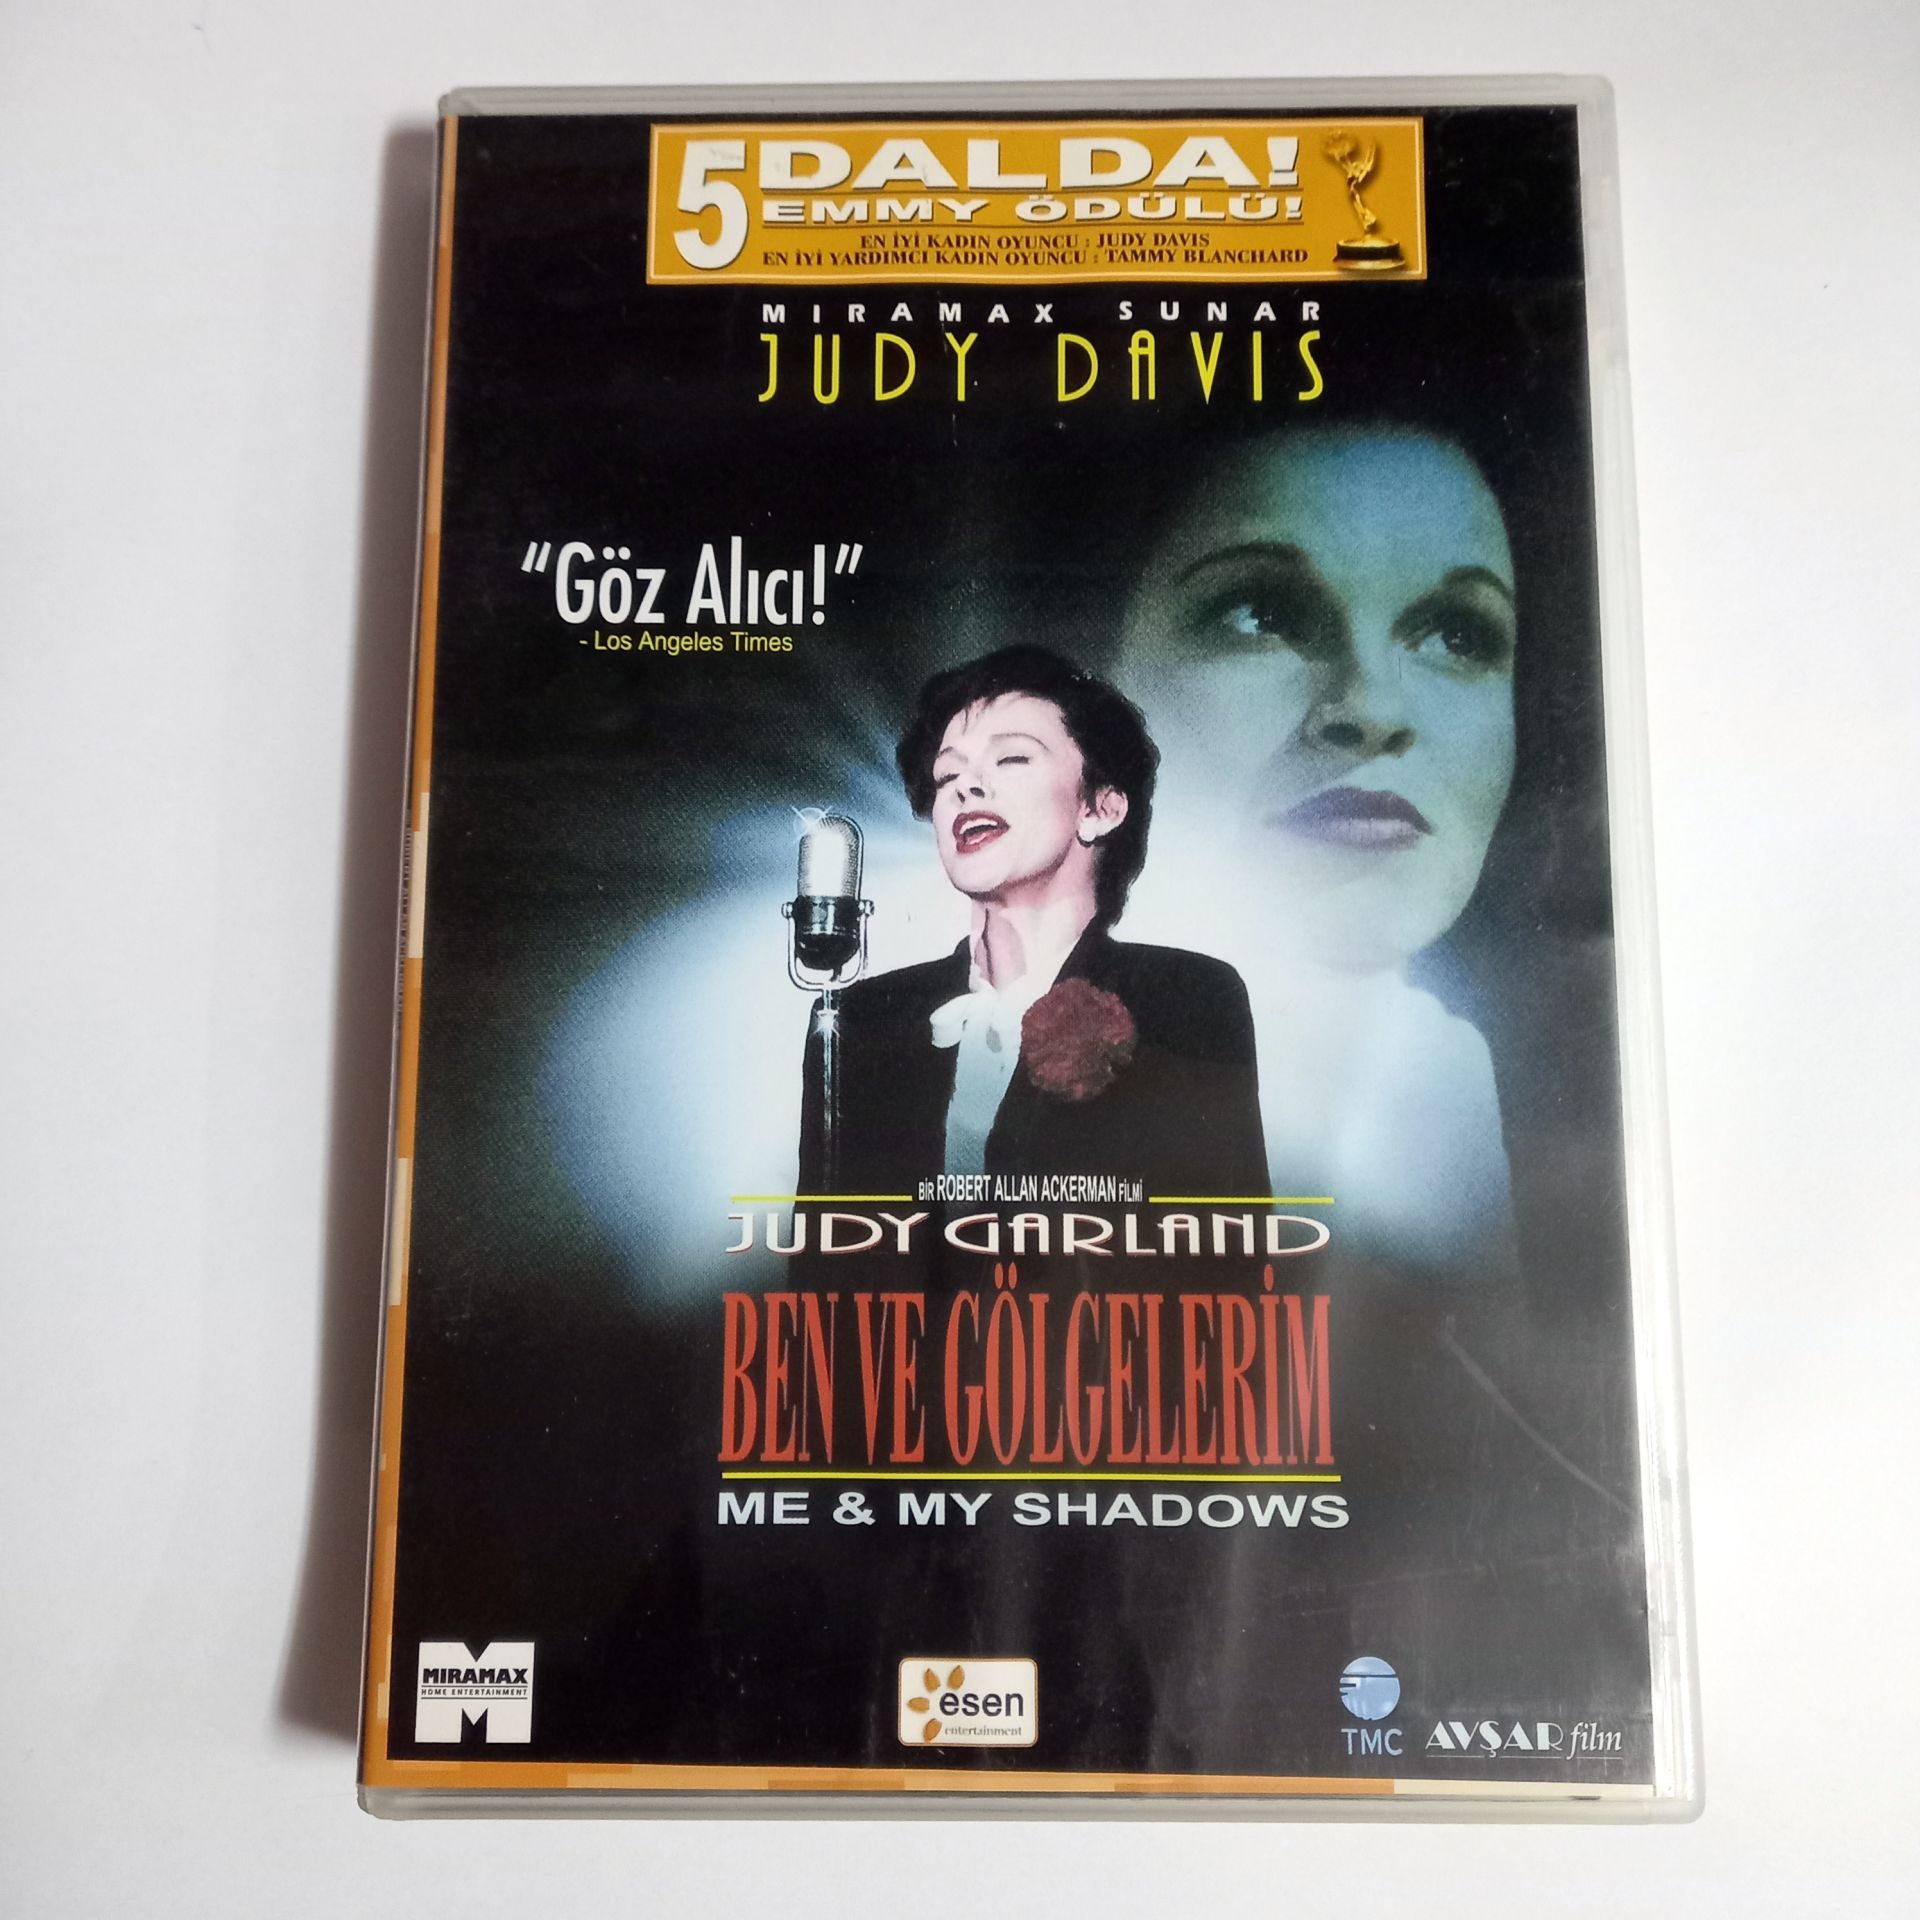 5 DALDA!
EMMY ÖDÜLÜ!
EN İYİ KADIN OYUNCU : JUDY DAVIS
EN İYİ YARDIMCI KADIN OYUNCU : TAMMY BLANCHARD
MIRAMAX SUNAR
JUDY DAVIS
"Göz Alıcı!"
- Los Angeles Times
BİR ROBERT ALLAN ACKERMAN FİLMİ
JUDY GARLAND
BEN VE GÖLGELERİM
ME & MY SHADOWS
MIRAMAX
HOME ENTERTAINMENT
esen
entertainment
TMC
AVŞAR film